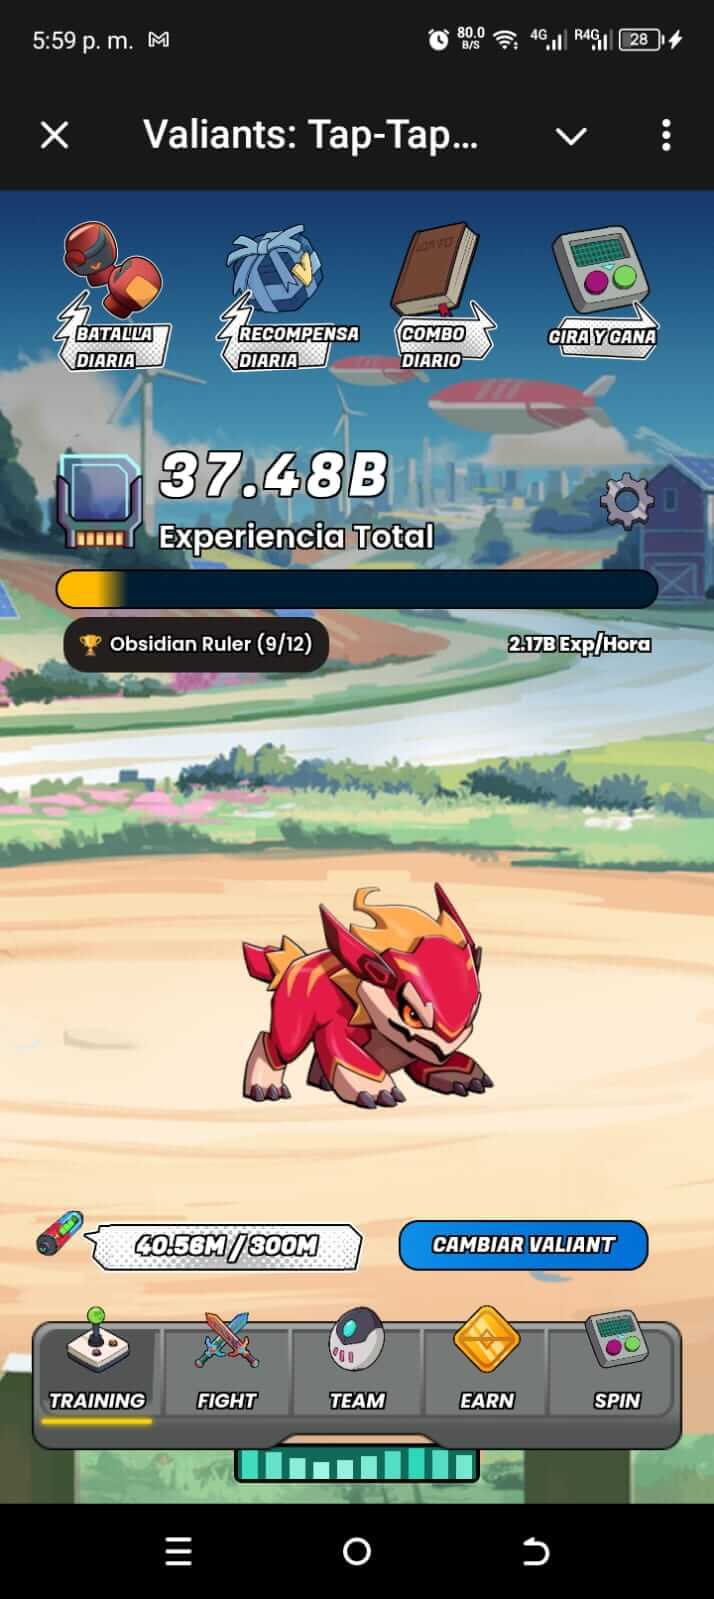 5:59 p. m.
80.0
B/S
4G
R4G
28
Valiants: Tap-Tap...
BATALLA
DIARIA
RECOMPENSA
DIARIA
COMBO
DIARIO
GIRA Y GANA
37.48B
Experiencia Total
Obsidian Ruler (9/12)
2.17B Exp/Hora
40.58M / 300M
CAMBIAR VALIANT
TRAINING
FIGHT
TEAM
EARN
SPIN